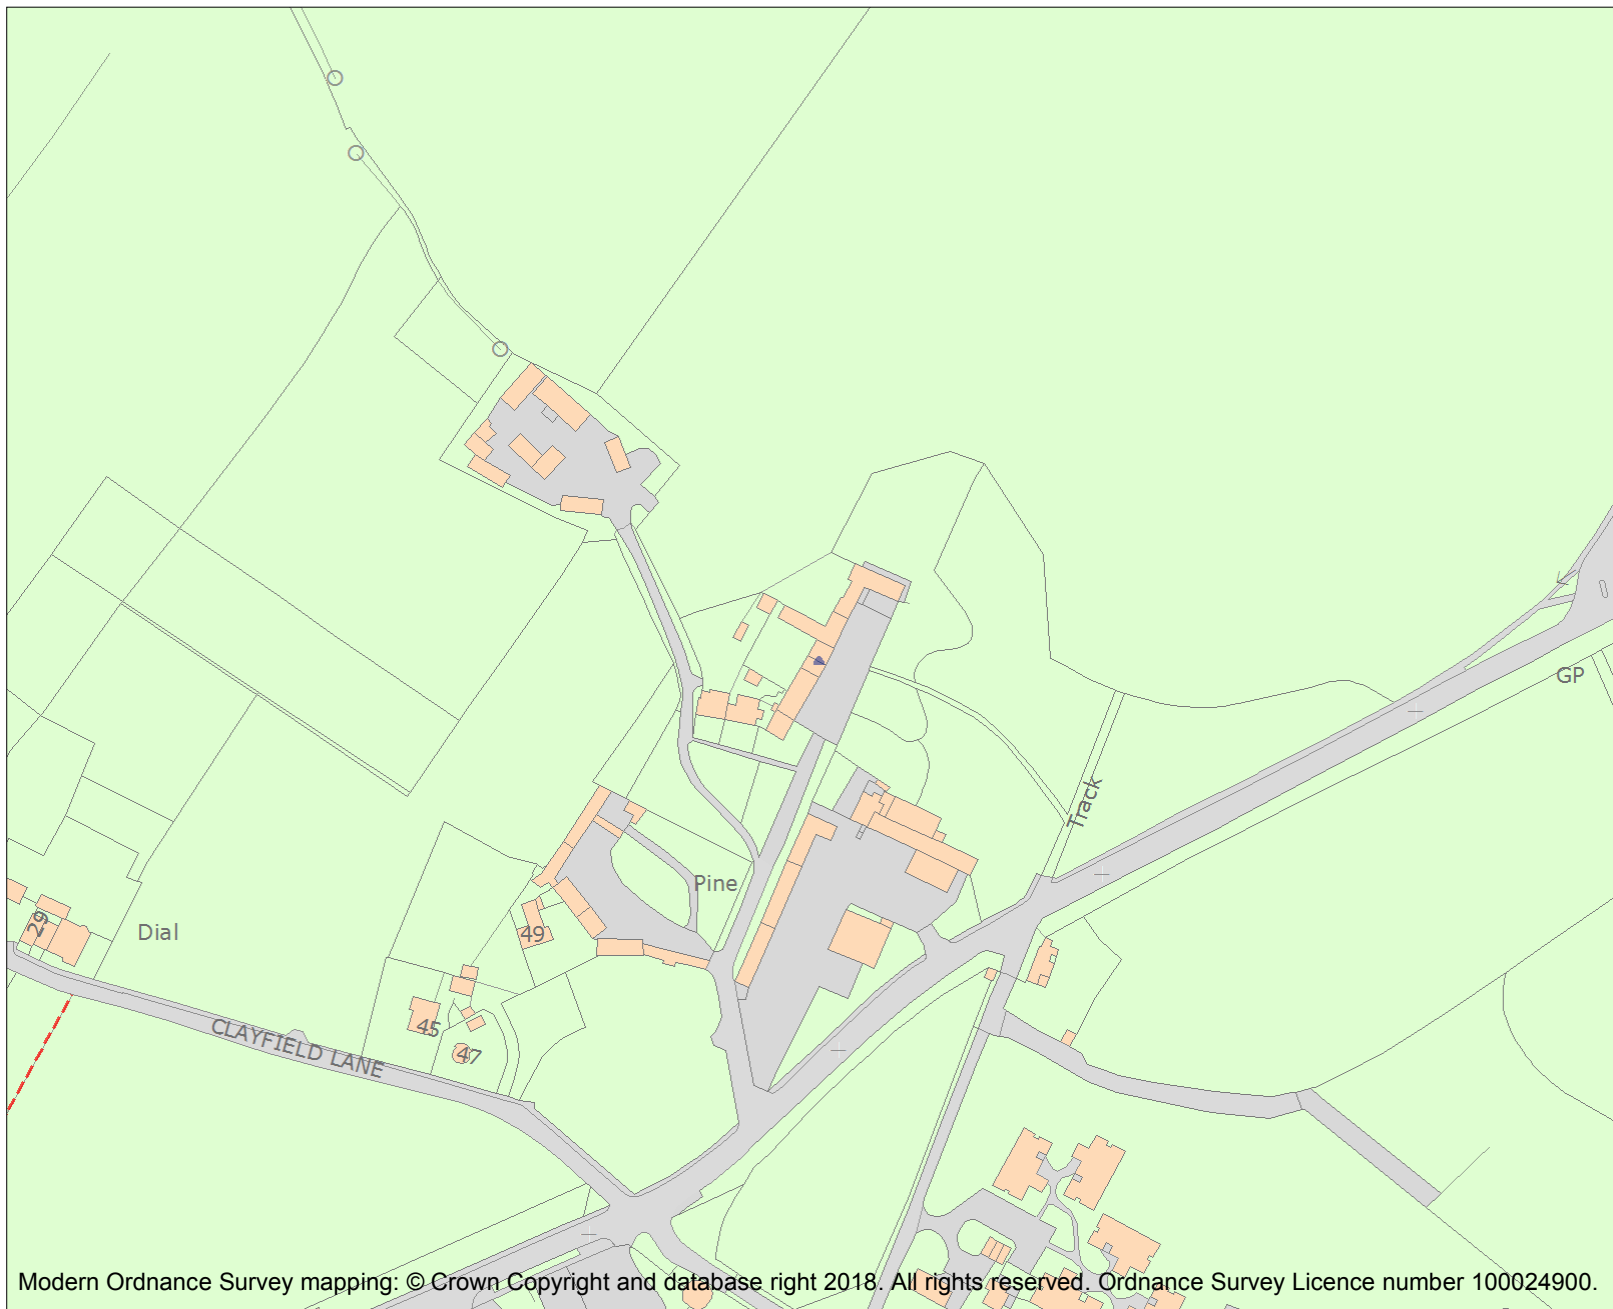 GP
Track
Pine
29
Dial
49
45
47
CLAYFIELD LANE
Modern Ordnance Survey mapping: © Crown Copyright and database right 2018. All rights reserved. Ordnance Survey Licence number 100024900.